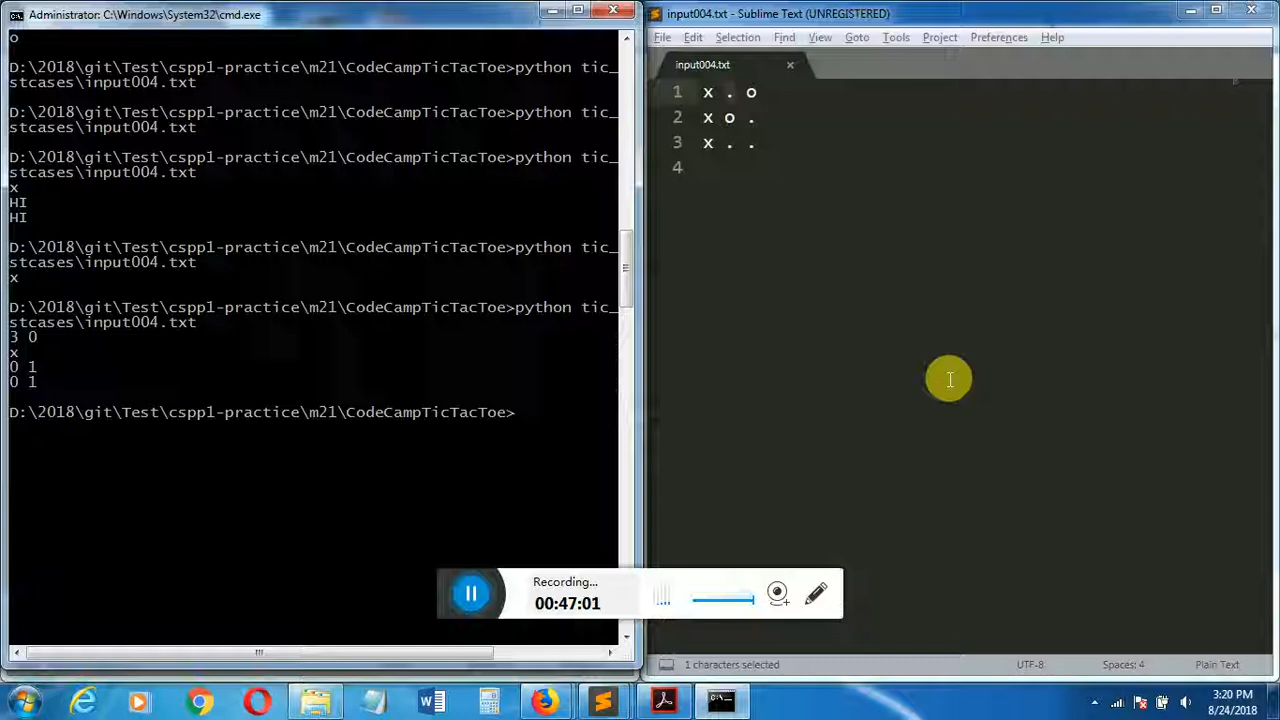 Administrator: C:\Windows\System32\cmd.exe
o
D:\2018\git\Test\cspp1-practice\m21\CodeCampTicTacToe>python tic_
stcases\input004.txt
D:\2018\git\Test\cspp1-practice\m21\CodeCampTicTacToe>python tic_
stcases\input004.txt
D:\2018\git\Test\cspp1-practice\m21\CodeCampTicTacToe>python tic_
stcases\input004.txt
x
HI
HI
D:\2018\git\Test\cspp1-practice\m21\CodeCampTicTacToe>python tic_
stcases\input004.txt
x
D:\2018\git\Test\cspp1-practice\m21\CodeCampTicTacToe>python tic_
stcases\input004.txt
3 0
x
0 1
0 1
D:\2018\git\Test\cspp1-practice\m21\CodeCampTicTacToe>
input004.txt - Sublime Text (UNREGISTERED)
File Edit Selection Find View Goto Tools Project Preferences Help
input004.txt
1 x . o
2 x o .
3 x . .
4
Recording...
00:47:01
1 characters selected UTF-8 Spaces: 4 Plain Text
3:20 PM
8/24/2018